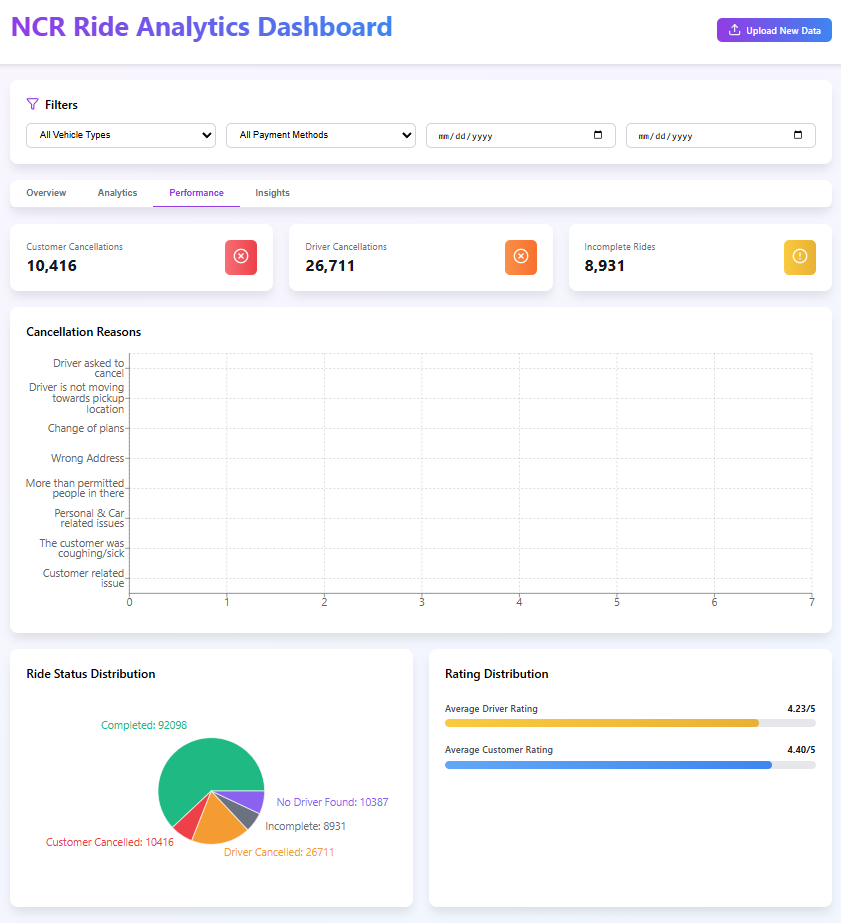 NCR Ride Analytics Dashboard
Upload New Data
Filters
All Vehicle Types
All Payment Methods
mm/dd/yyyy
mm/dd/yyyy
Overview
Analytics
Performance
Insights
Customer Cancellations
10,416
Driver Cancellations
26,711
Incomplete Rides
8,931
Cancellation Reasons
Driver asked to
cancel
Driver is not moving
towards pickup
location
Change of plans
Wrong Address
More than permitted
people in there
Personal & Car
related issues
The customer was
coughing/sick
Customer related
issue
0 1 2 3 4 5 6 7
Ride Status Distribution
Completed: 92098
No Driver Found: 10387
Incomplete: 8931
Customer Cancelled: 10416
Driver Cancelled: 26711
Rating Distribution
Average Driver Rating 4.23/5
Average Customer Rating 4.40/5